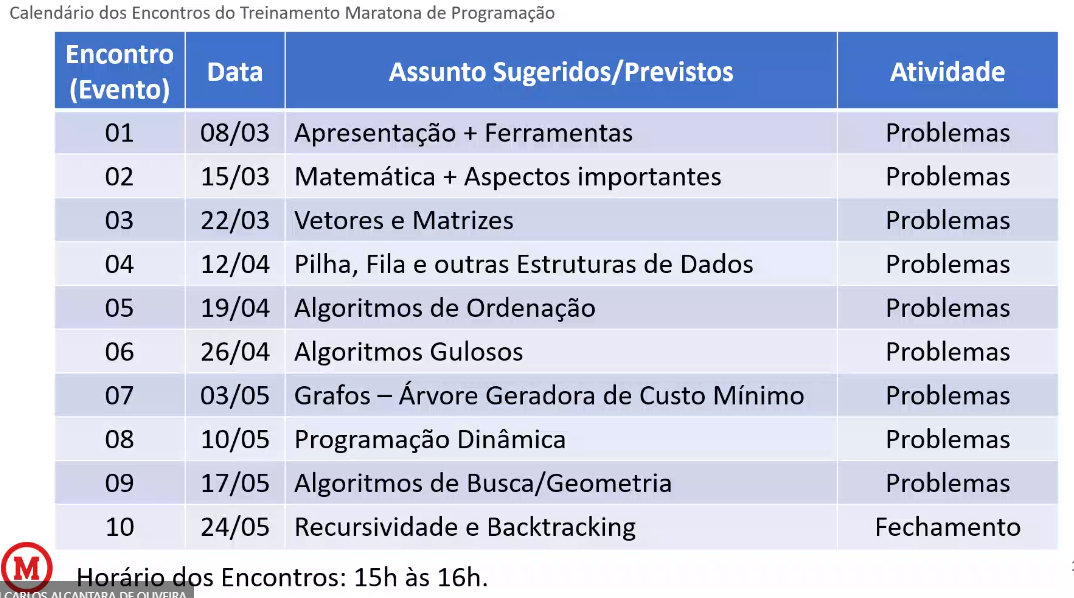 Calendário dos Encontros do Treinamento Maratona de Programação
Encontro (Evento) Data Assunto Sugeridos/Previstos Atividade
01 08/03 Apresentação + Ferramentas Problemas
02 15/03 Matemática + Aspectos importantes Problemas
03 22/03 Vetores e Matrizes Problemas
04 12/04 Pilha, Fila e outras Estruturas de Dados Problemas
05 19/04 Algoritmos de Ordenação Problemas
06 26/04 Algoritmos Gulosos Problemas
07 03/05 Grafos – Árvore Geradora de Custo Mínimo Problemas
08 10/05 Programação Dinâmica Problemas
09 17/05 Algoritmos de Busca/Geometria Problemas
10 24/05 Recursividade e Backtracking Fechamento
M
Horário dos Encontros: 15h às 16h.
CARLOS ALCANTARA DE OLIVEIRA